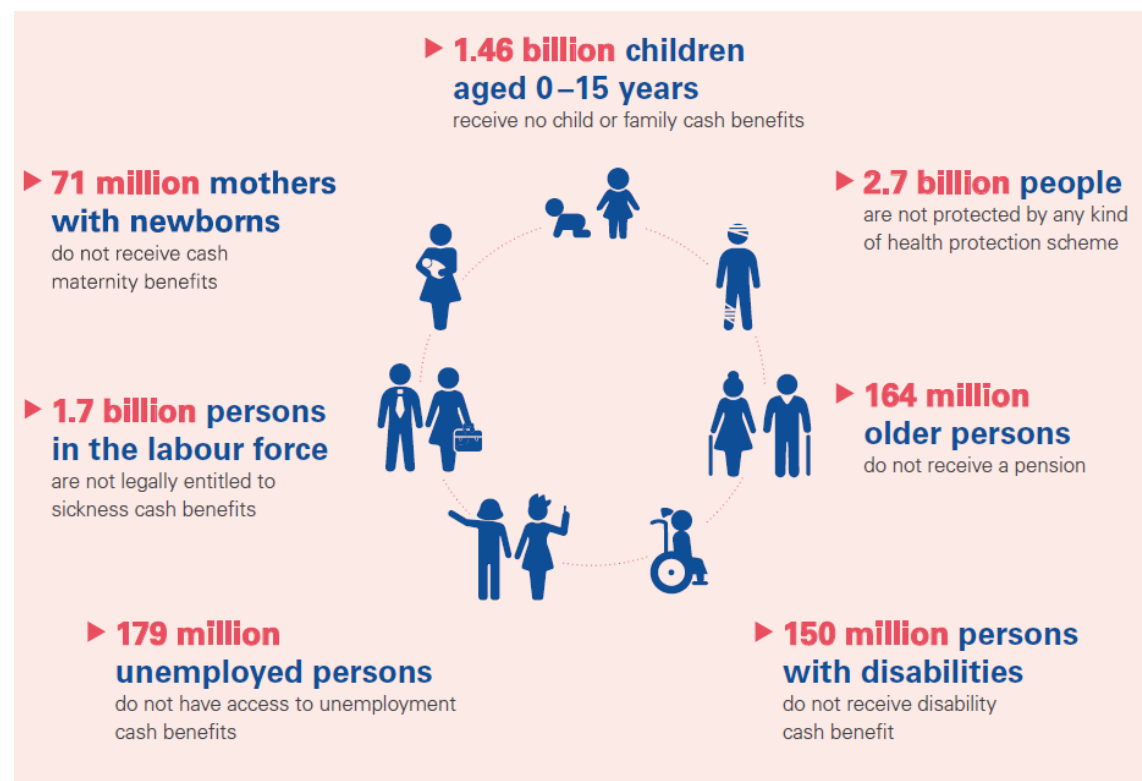 ▶ 1.46 billion children
aged 0–15 years
receive no child or family cash benefits
▶ 71 million mothers
with newborns
do not receive cash
maternity benefits
▶ 2.7 billion people
are not protected by any kind
of health protection scheme
▶ 1.7 billion persons
in the labour force
are not legally entitled to
sickness cash benefits
▶ 164 million
older persons
do not receive a pension
▶ 179 million
unemployed persons
do not have access to unemployment
cash benefits
▶ 150 million persons
with disabilities
do not receive disability
cash benefit